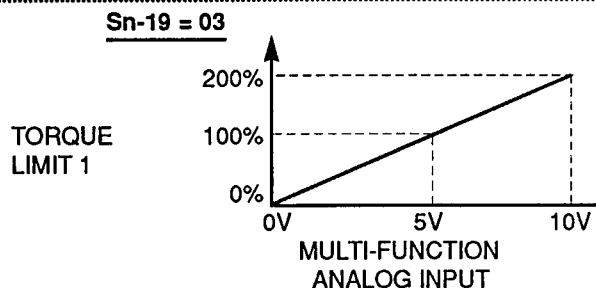 Sn-19 = 03
200%
TORQUE
LIMIT 1
100%
0%
0V 5V 10V
MULTI-FUNCTION
ANALOG INPUT